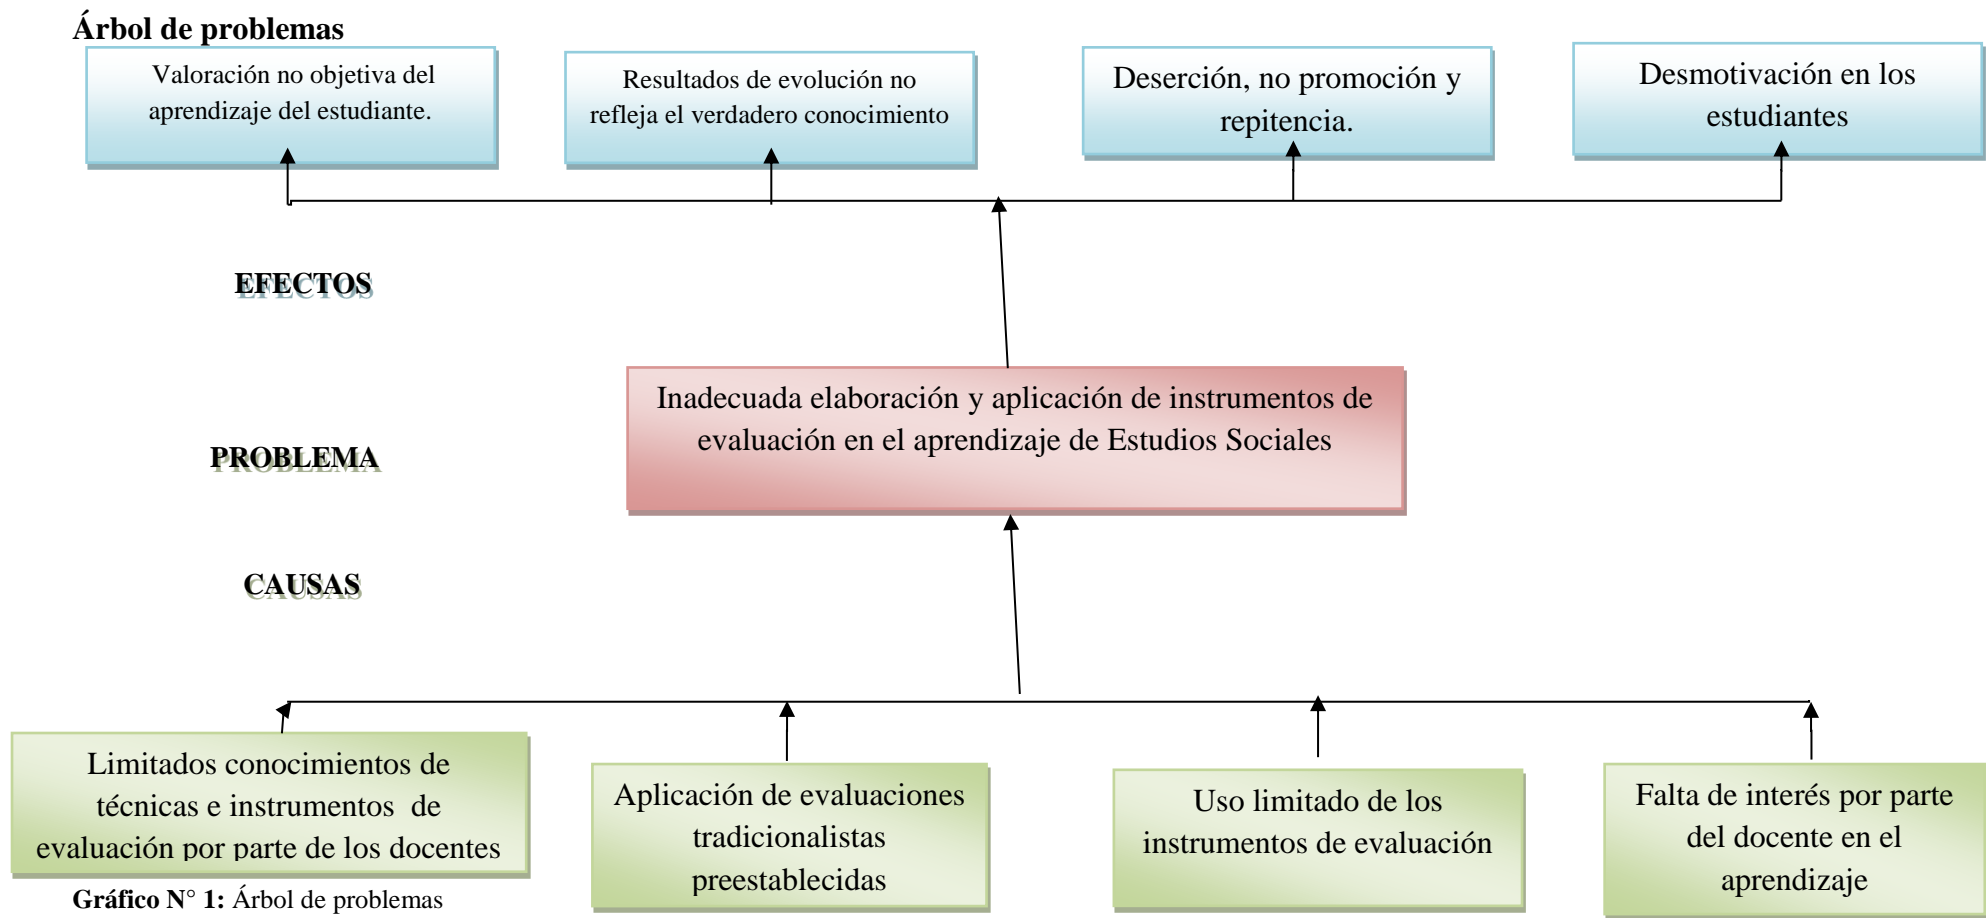 Árbol de problemas
Valoración no objetiva del
aprendizaje del estudiante.
Resultados de evolución no
refleja el verdadero conocimiento
Deserción, no promoción y
repitencia.
Desmotivación en los
estudiantes
EFECTOS
Inadecuada elaboración y aplicación de instrumentos de
evaluación en el aprendizaje de Estudios Sociales
PROBLEMA
CAUSAS
Limitados conocimientos de
técnicas e instrumentos de
evaluación por parte de los docentes
Aplicación de evaluaciones
tradicionalistas
preestablecidas
Uso limitado de los
instrumentos de evaluación
Falta de interés por parte
del docente en el
aprendizaje
Gráfico N° 1: Árbol de problemas